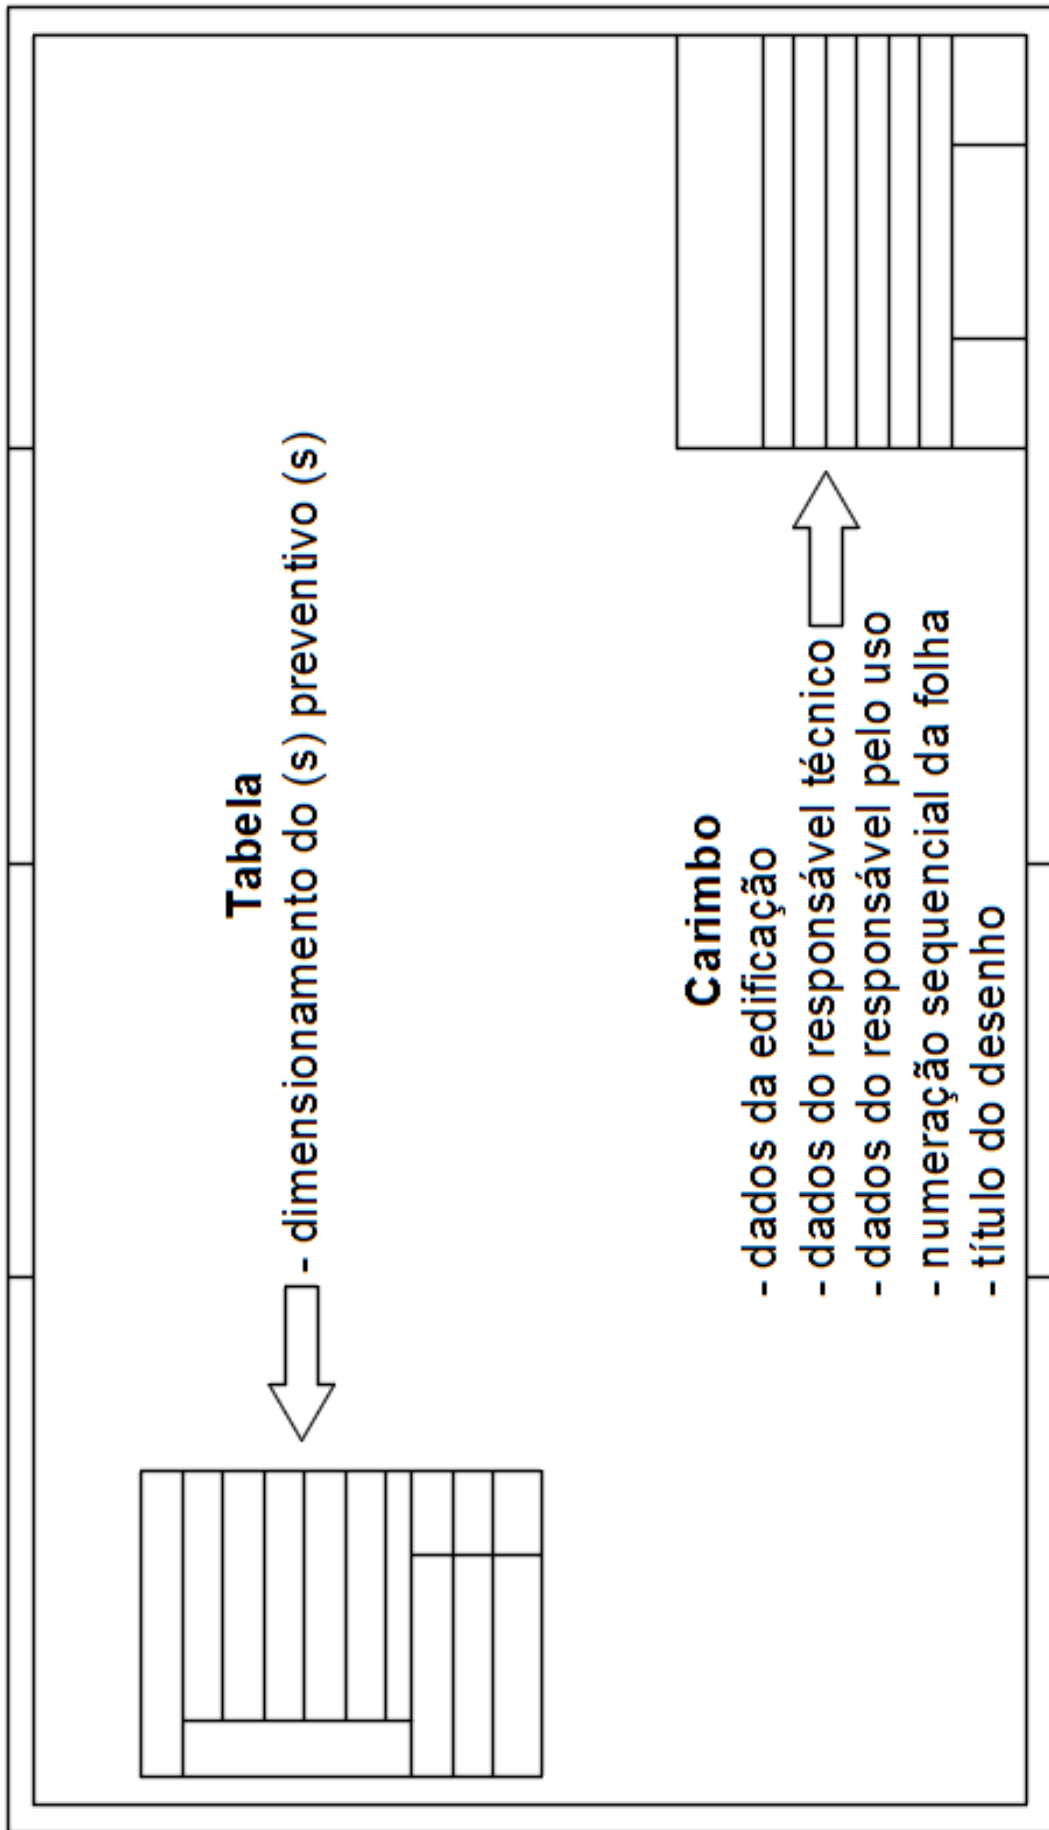 Tabela
- dimensionamento do (s) preventivo (s)
Carimbo
- dados da edificação
- dados do responsável técnico
- dados do responsável pelo uso
- numeração sequencial da folha
- título do desenho